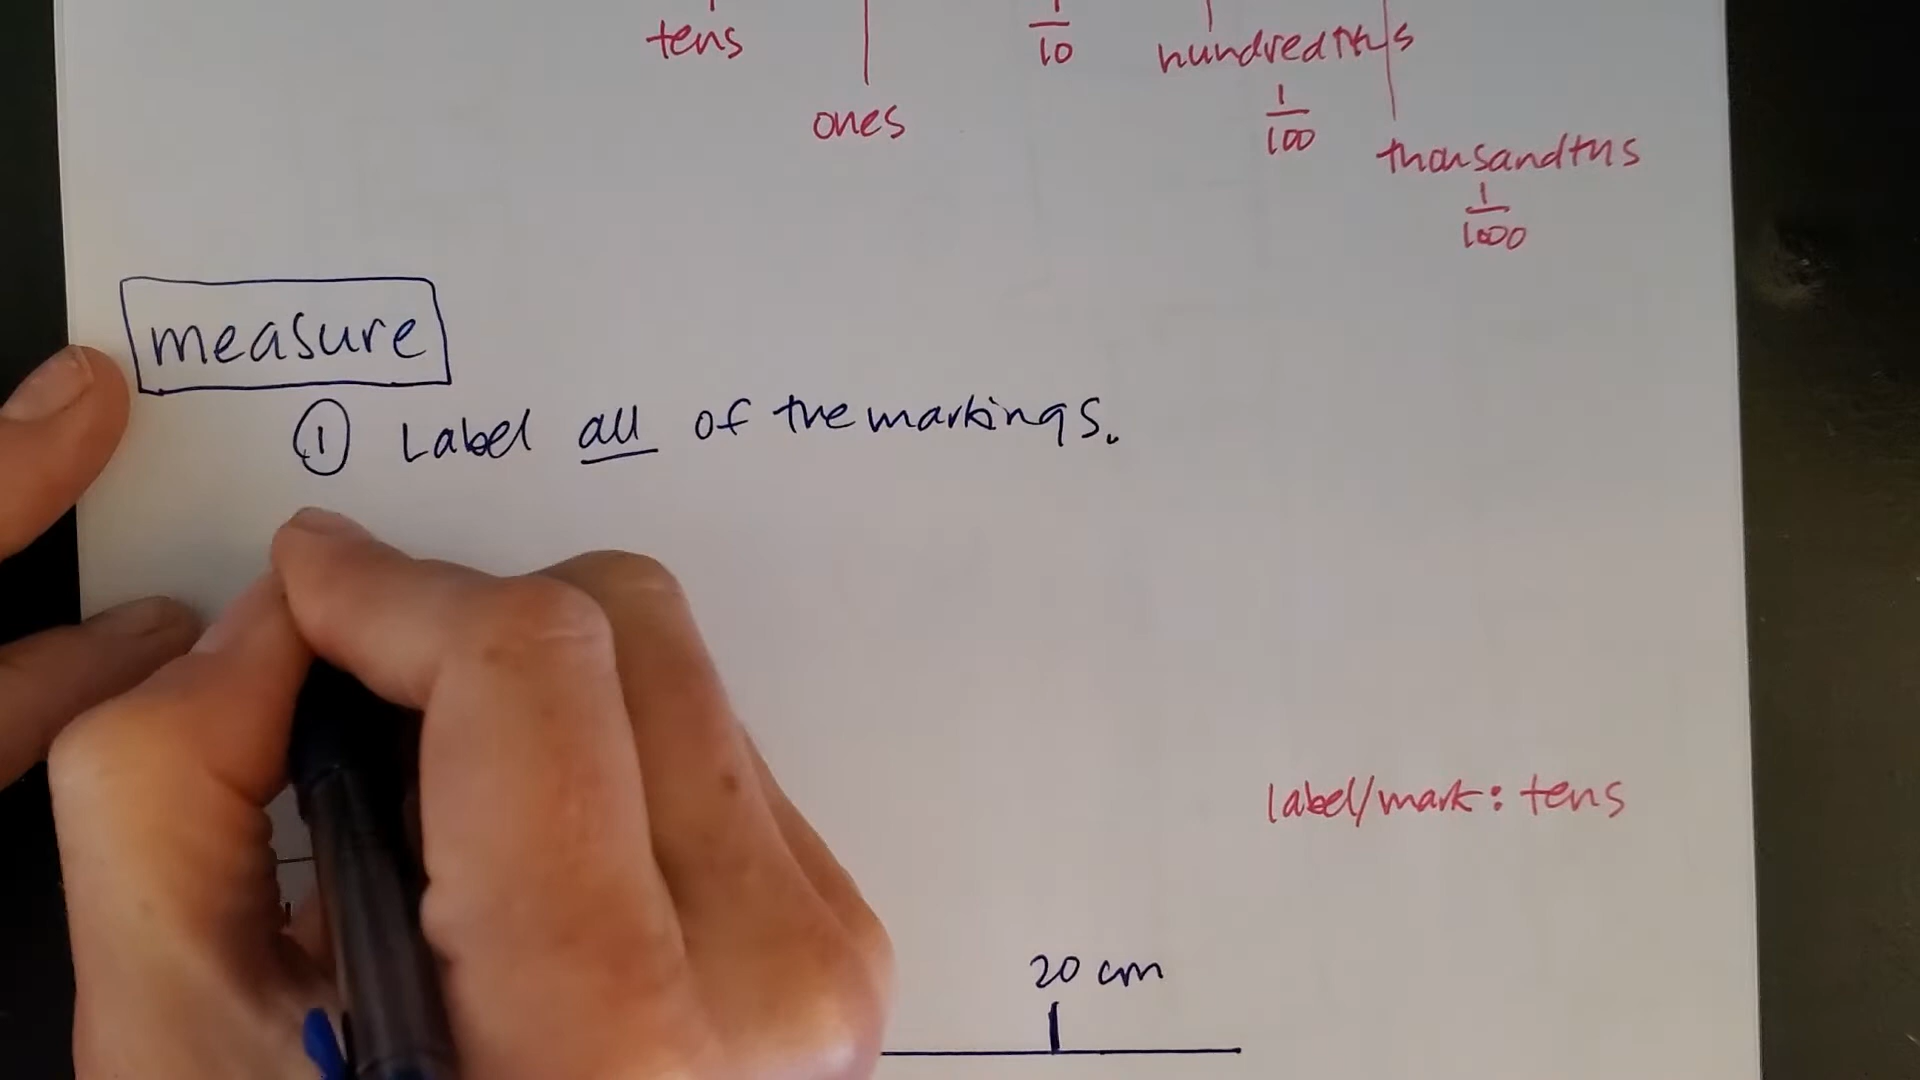 tens
ones
1/10
hundredths
1/100
thousandths
1/1000
measure
① Label all of the markings.
label/mark: tens
20 cm